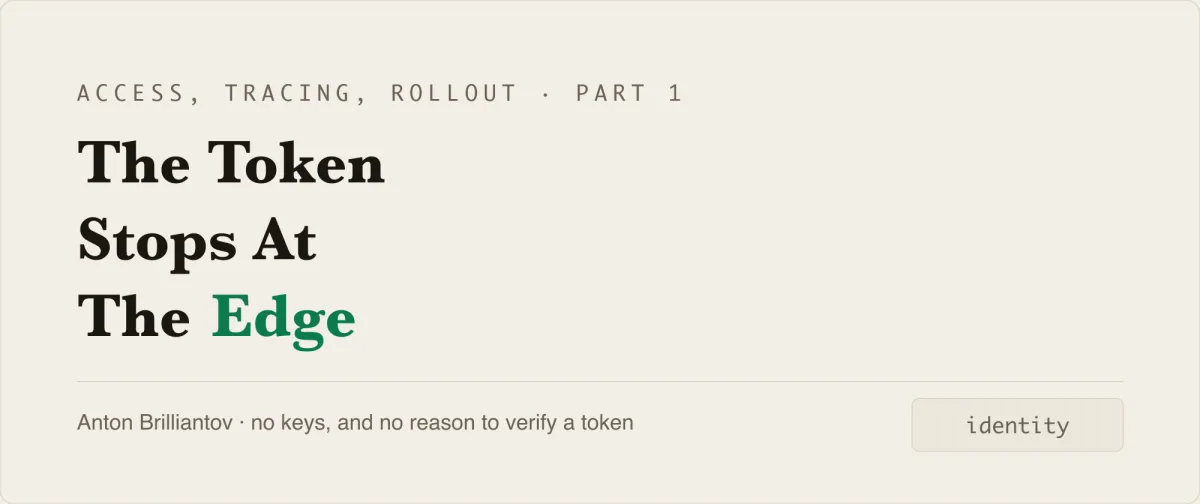 ACCESS, TRACING, ROLLOUT · PART 1
The Token
Stops At
The Edge
Anton Brilliantov · no keys, and no reason to verify a token
identity